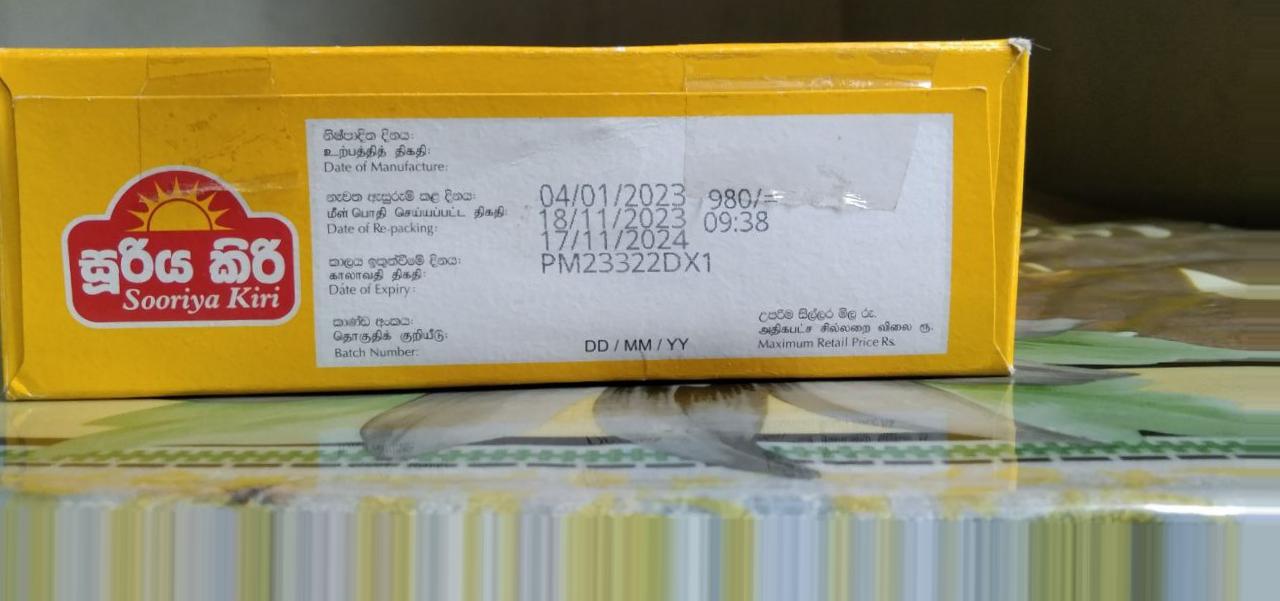 සූරිය කිරි
Sooriya Kiri
නිෂ්පාදිත දිනය:
உற்பத்தித் திகதி:
Date of Manufacture:
නැවත ඇසුරුම් කළ දිනය:
மீள் பொதி செய்யப்பட்ட திகதி:
Date of Re-packing:
කාලය ඉකුත්වීමේ දිනය:
காலாவதி திகதி:
Date of Expiry:
කාණ්ඩ අංකය:
தொகுதிக் குறியீடு:
Batch Number:
04/01/2023 980/=
18/11/2023 09:38
17/11/2024
PM23322DX1
DD / MM / YY
උපරිම සිල්ලර මිල රු.
அதிகபட்ச சில்லறை விலை ரூ.
Maximum Retail Price Rs.